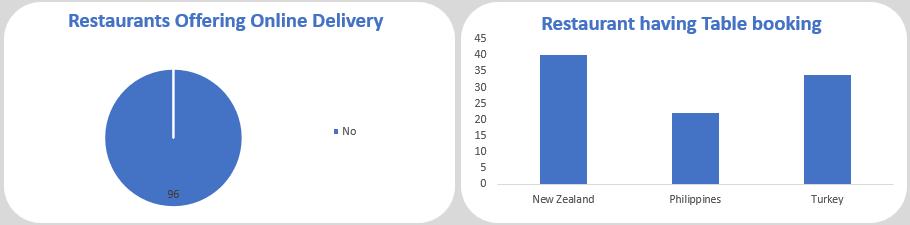 Restaurants Offering Online Delivery
No
96
Restaurant having Table booking
45
40
35
30
25
20
15
10
5
0
New Zealand
Philippines
Turkey